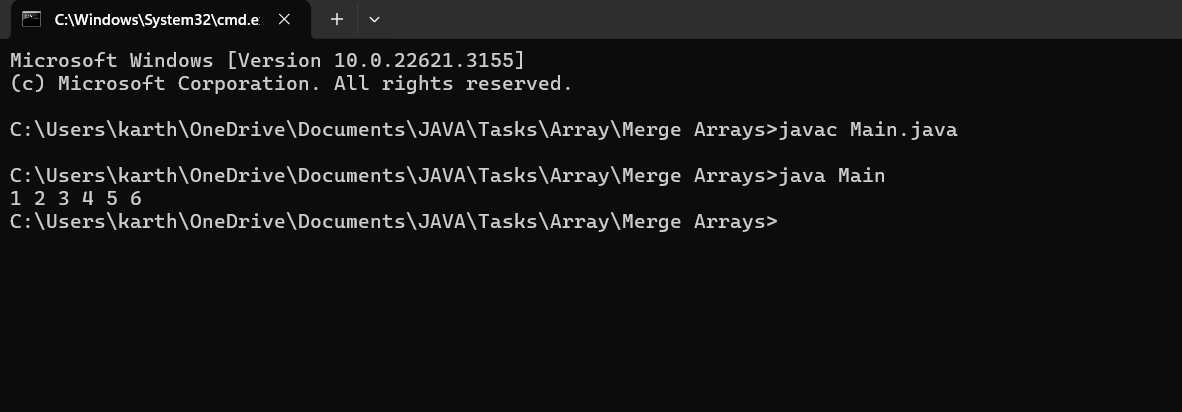 C:\Windows\System32\cmd.e
Microsoft Windows [Version 10.0.22621.3155]
(c) Microsoft Corporation. All rights reserved.
C:\Users\karth\OneDrive\Documents\JAVA\Tasks\Array\Merge Arrays>javac Main.java
C:\Users\karth\OneDrive\Documents\JAVA\Tasks\Array\Merge Arrays>java Main
1 2 3 4 5 6
C:\Users\karth\OneDrive\Documents\JAVA\Tasks\Array\Merge Arrays>